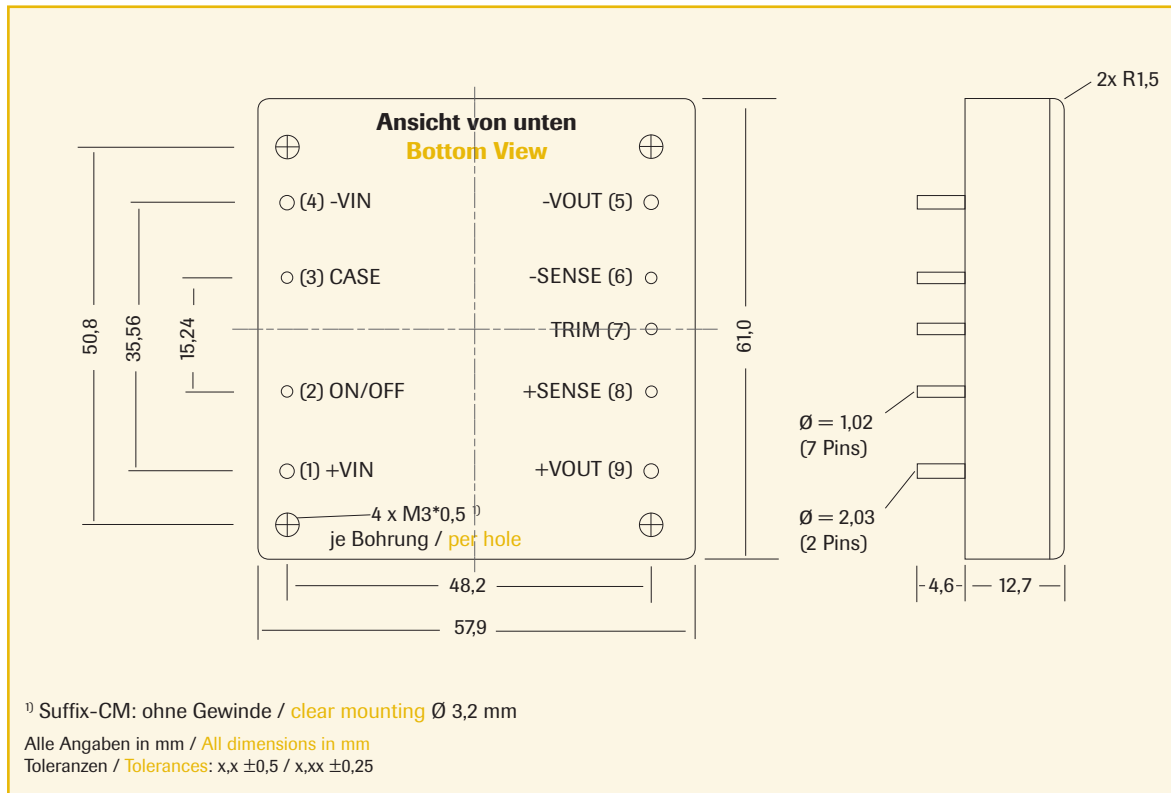 2x R1,5
Ansicht von unten
Bottom View
(4) -VIN
-VOUT (5)
(3) CASE
-SENSE (6)
TRIM (7)
(2) ON/OFF
+SENSE (8)
(1) +VIN
+VOUT (9)
50,8
35,56
15,24
61,0
4 x M3*0,5 ¹⁾
je Bohrung / per hole
48,2
57,9
Ø = 1,02
(7 Pins)
Ø = 2,03
(2 Pins)
4,6
12,7
¹⁾ Suffix-CM: ohne Gewinde / clear mounting Ø 3,2 mm
Alle Angaben in mm / All dimensions in mm
Toleranzen / Tolerances: x,x ±0,5 / x,xx ±0,25